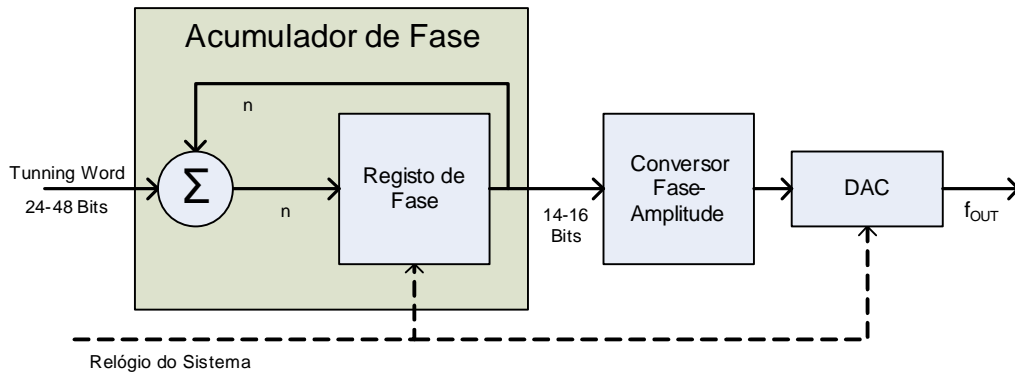 Acumulador de Fase
n
Tunning Word
24-48 Bits
Σ
n
Registo de
Fase
14-16
Bits
Conversor
Fase-
Amplitude
DAC
fOUT
Relógio do Sistema